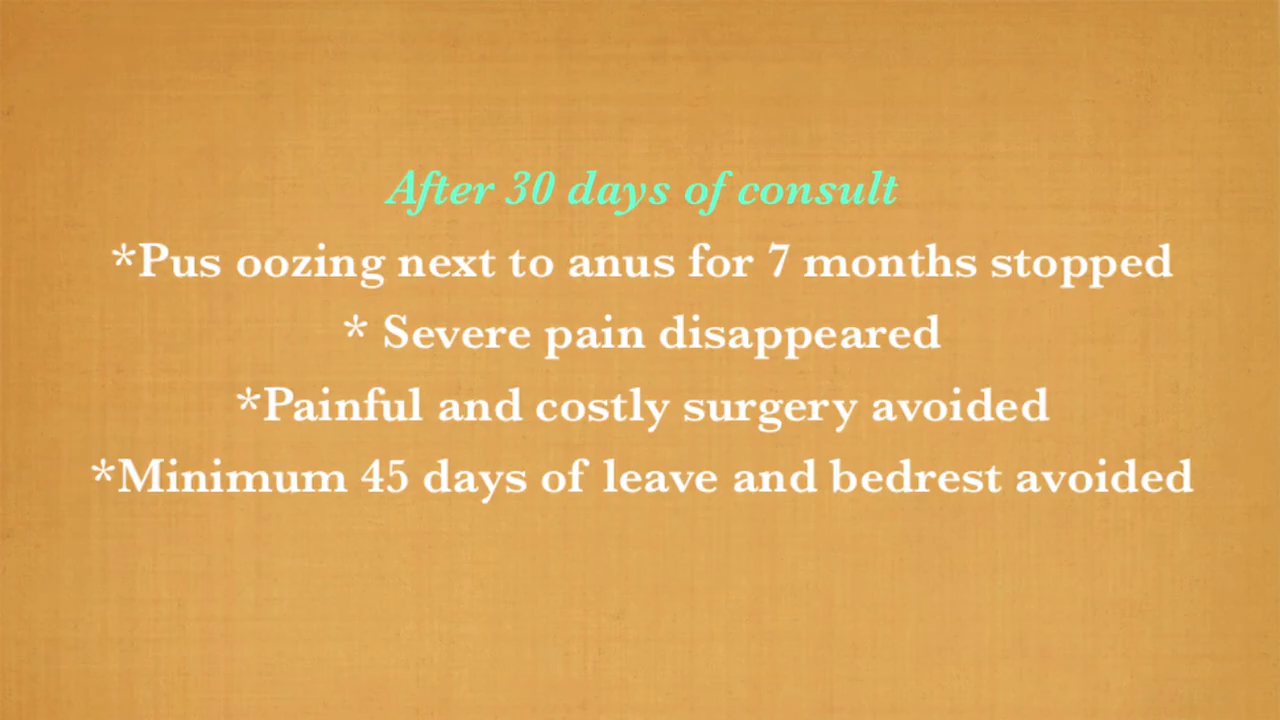 After 30 days of consult
*Pus oozing next to anus for 7 months stopped
* Severe pain disappeared
*Painful and costly surgery avoided
*Minimum 45 days of leave and bedrest avoided